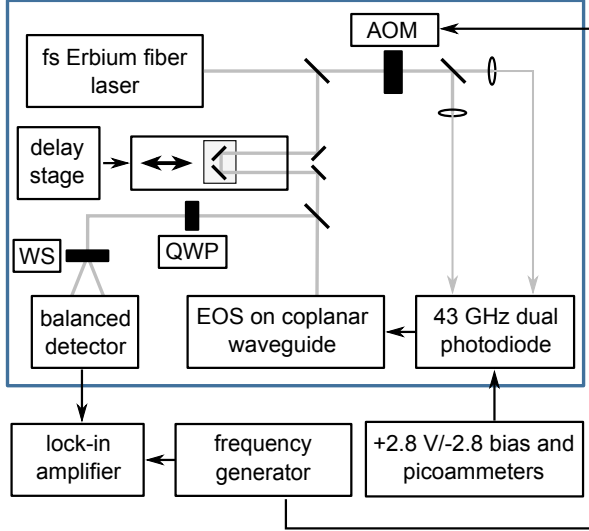 AOM
fs Erbium fiber
laser
delay
stage
WS
QWP
balanced
detector
EOS on coplanar
waveguide
43 GHz dual
photodiode
lock-in
amplifier
frequency
generator
+2.8 V/-2.8 bias and
picoammeters